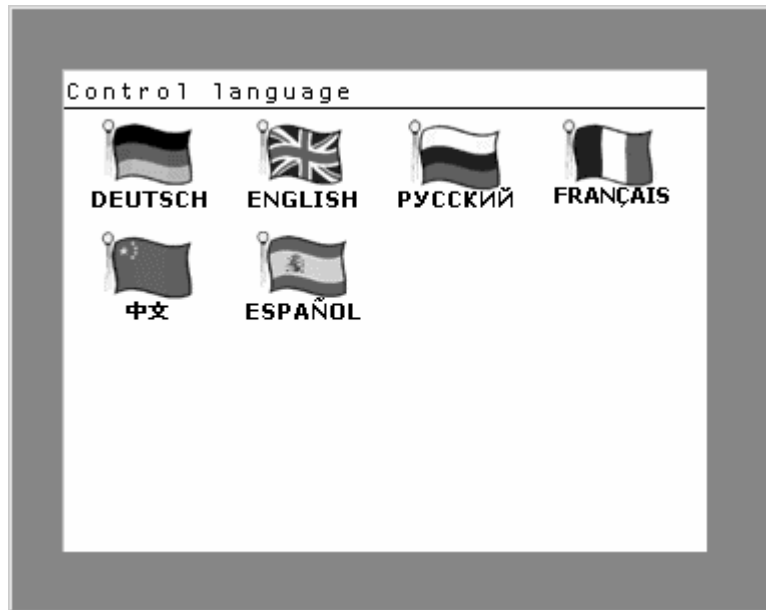 Control language
DEUTSCH ENGLISH РУССКИЙ FRANÇAIS
中文 ESPAÑOL